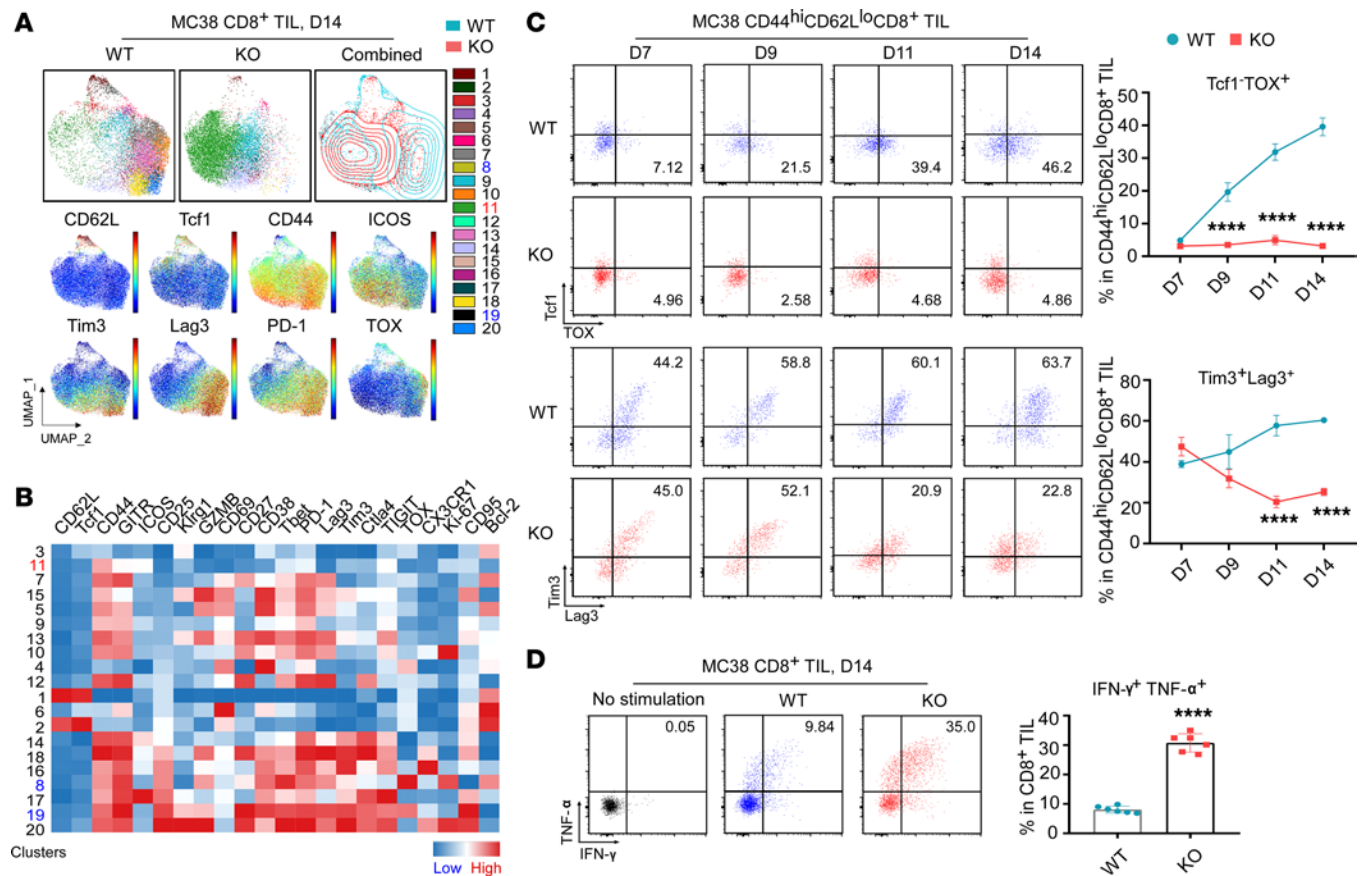 A
MC38 CD8+ TIL, D14
WT
KO
WT
KO
Combined
1
2
3
4
5
6
7
8
9
10
11
12
13
14
15
16
17
18
19
20
CD62L
Tcf1
CD44
ICOS
Tim3
Lag3
PD-1
TOX
UMAP_1
UMAP_2
B
CD62L
Tcf1
CD44
GITR
ICOS
CD25
Klrg1
GZMB
CD69
CD27
CD38
Tbet
PD-1
Lag3
Tim3
Ctla4
TIGIT
TOX
CX3CR1
Ki-67
CD95
Bcl-2
3
11
7
15
5
9
13
10
4
12
1
6
2
14
18
16
8
17
19
20
Clusters
Low
High
C
MC38 CD44hiCD62LloCD8+ TIL
D7
D9
D11
D14
WT
7.12
21.5
39.4
46.2
KO
4.96
2.58
4.68
4.86
Tcf1
TOX
WT
44.2
58.8
60.1
63.7
KO
45.0
52.1
20.9
22.8
Tim3
Lag3
WT
KO
Tcf1-TOX+
% in CD44hiCD62LloCD8+ TIL
50
40
30
20
10
0
****
****
****
D7
D9
D11
D14
Tim3+Lag3+
% in CD44hiCD62LloCD8+ TIL
80
60
40
20
0
****
****
D7
D9
D11
D14
D
MC38 CD8+ TIL, D14
No stimulation
WT
KO
0.05
9.84
35.0
TNF-α
IFN-γ
IFN-γ+ TNF-α+
% in CD8+ TIL
40
30
20
10
0
****
WT
KO